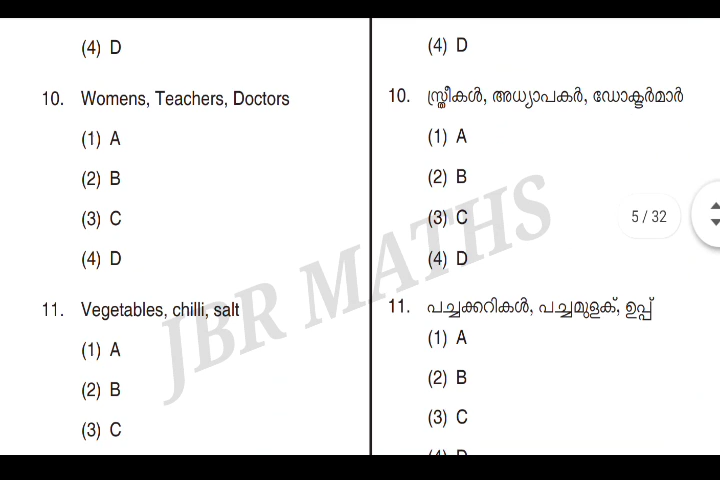 (4) D
10. Womens, Teachers, Doctors
(1) A
(2) B
(3) C
(4) D
11. Vegetables, chilli, salt
(1) A
(2) B
(3) C
(4) D
10. സ്ത്രീകൾ, അധ്യാപകർ, ഡോക്ടർമാർ
(1) A
(2) B
(3) C
(4) D
11. പച്ചക്കറികൾ, പച്ചമുളക്, ഉപ്പ്
(1) A
(2) B
(3) C
(4) D
JBR MATHS
5 / 32